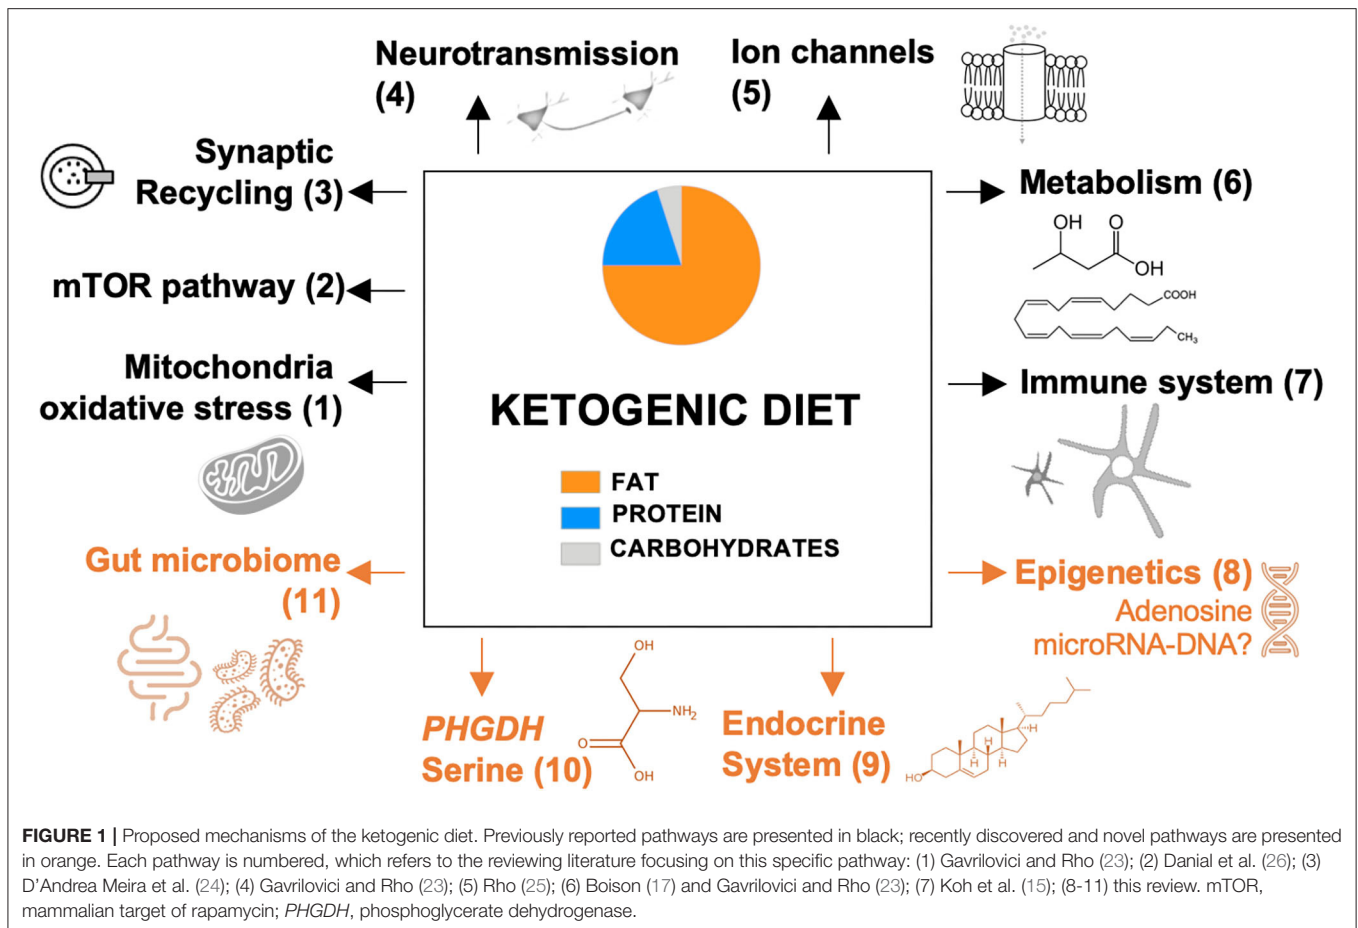 Neurotransmission
(4)
Ion channels
(5)
Synaptic
Recycling (3)
Metabolism (6)
OH
O
OH
COOH
CH3
mTOR pathway (2)
Mitochondria
oxidative stress (1)
Immune system (7)
KETOGENIC DIET
FAT
PROTEIN
CARBOHYDRATES
Gut microbiome
(11)
Epigenetics (8)
Adenosine
microRNA-DNA?
PHGDH
Serine (10)
OH
NH2
O
OH
Endocrine
System (9)
HO
H
H
H
H
FIGURE 1 | Proposed mechanisms of the ketogenic diet. Previously reported pathways are presented in black; recently discovered and novel pathways are presented
in orange. Each pathway is numbered, which refers to the reviewing literature focusing on this specific pathway: (1) Gavrilovici and Rho (23); (2) Danial et al. (26); (3)
D'Andrea Meira et al. (24); (4) Gavrilovici and Rho (23); (5) Rho (25); (6) Boison (17) and Gavrilovici and Rho (23); (7) Koh et al. (15); (8-11) this review. mTOR,
mammalian target of rapamycin; PHGDH, phosphoglycerate dehydrogenase.